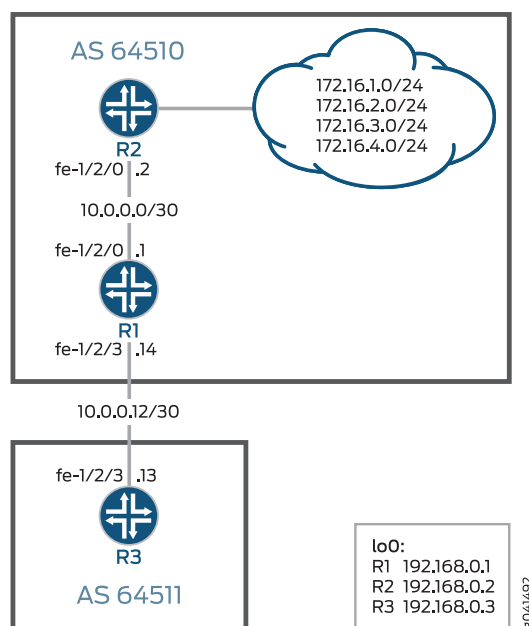 AS 64510
172.16.1.0/24
172.16.2.0/24
172.16.3.0/24
172.16.4.0/24
R2
fe-1/2/0 .2
10.0.0.0/30
fe-1/2/0 .1
R1
fe-1/2/3 .14
10.0.0.12/30
fe-1/2/3 .13
R3
AS 64511
lo0:
R1 192.168.0.1
R2 192.168.0.2
R3 192.168.0.3
g041492